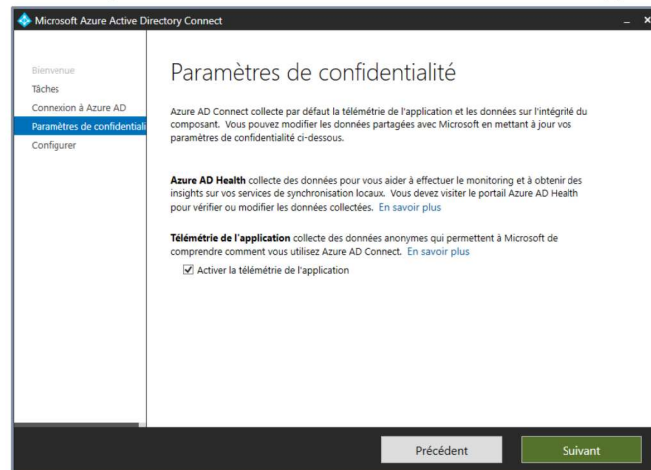 Microsoft Azure Active Directory Connect
Bienvenue
Tâches
Connexion à Azure AD
Paramètres de confidentiali
Configurer
Paramètres de confidentialité
Azure AD Connect collecte par défaut la télémétrie de l'application et les données sur l'intégrité du
composant. Vous pouvez modifier les données partagées avec Microsoft en mettant à jour vos
paramètres de confidentialité ci-dessous.
Azure AD Health collecte des données pour vous aider à effectuer le monitoring et à obtenir des
insights sur vos services de synchronisation locaux. Vous devez visiter le portail Azure AD Health
pour vérifier ou modifier les données collectées. En savoir plus
Télémétrie de l'application collecte des données anonymes qui permettent à Microsoft de
comprendre comment vous utilisez Azure AD Connect. En savoir plus
Activer la télémétrie de l'application
Précédent
Suivant